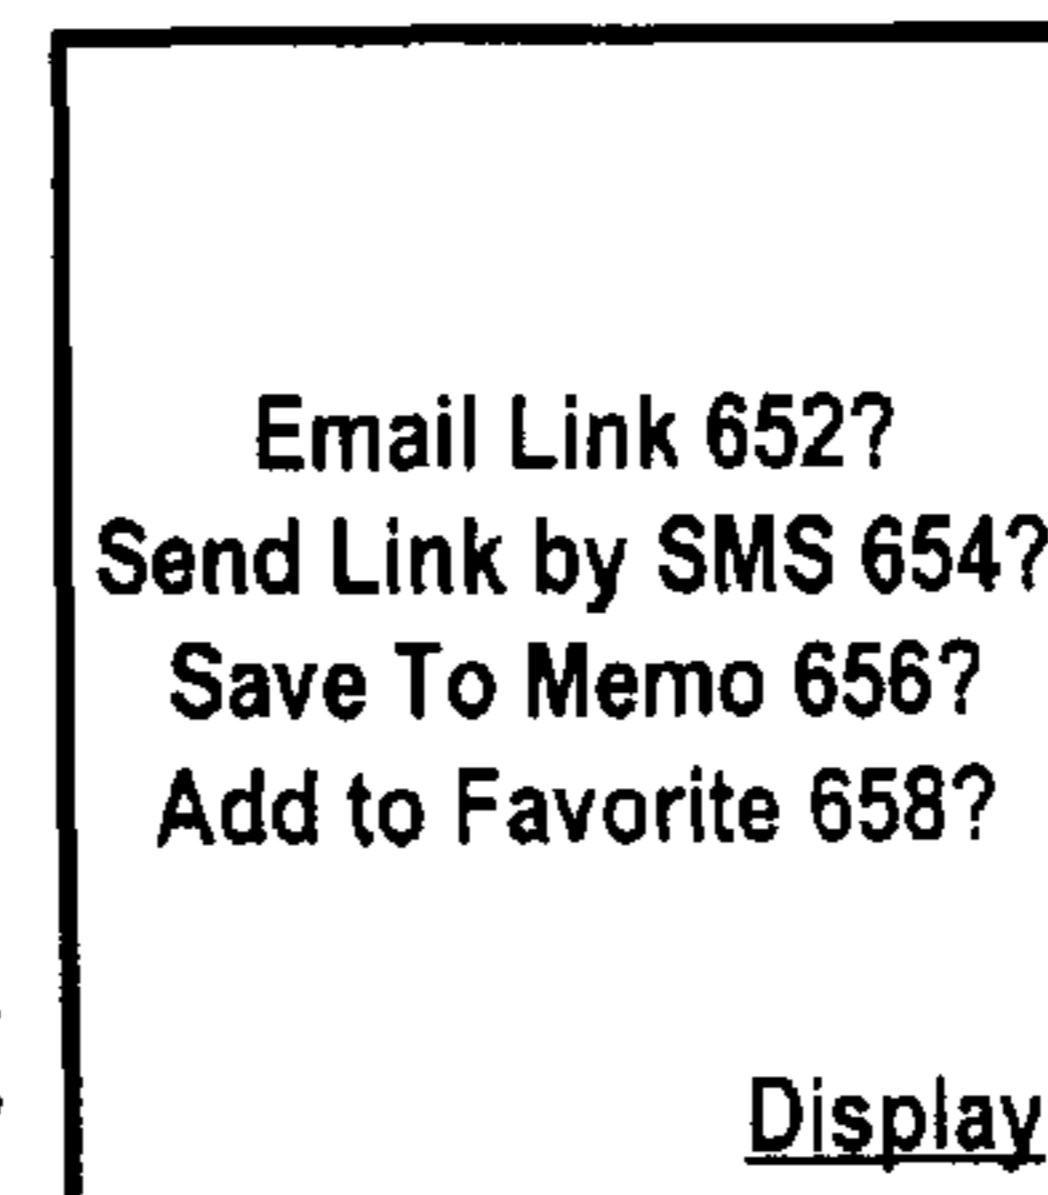 Email Link 652?
Send Link by SMS 654?
Save To Memo 656?
Add to Favorite 658?
Display